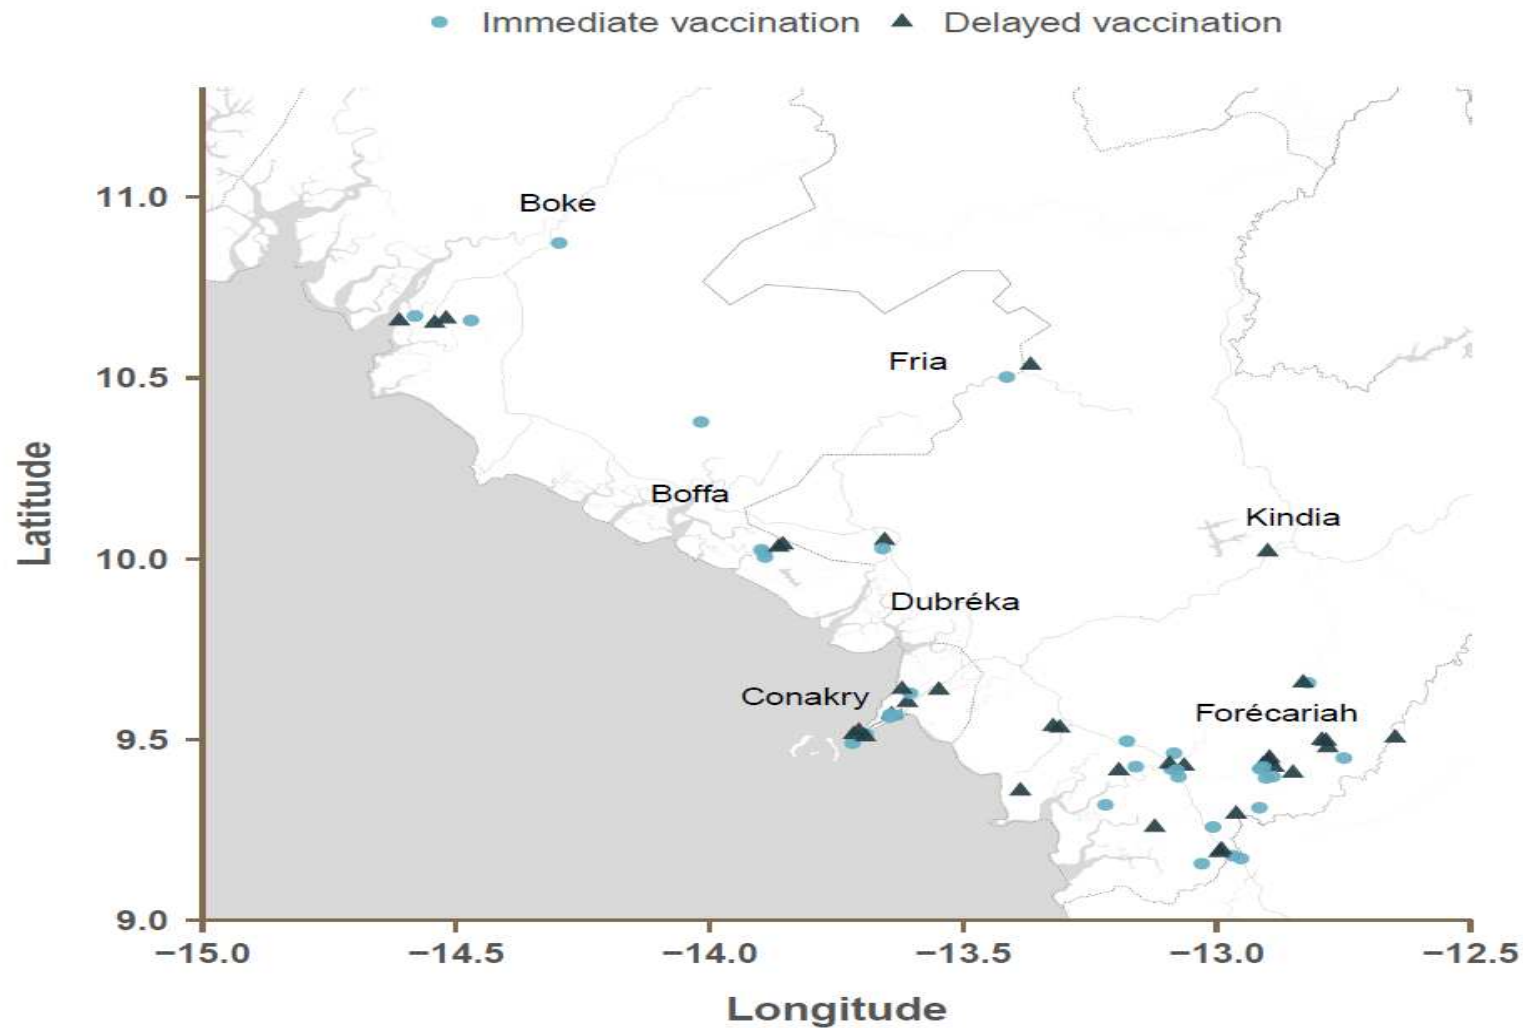 Immediate vaccination Delayed vaccination
11.0
Boke
10.5
Fria
Boffa
Kindia
10.0
Dubréka
Conakry
Forécariah
9.5
9.0
−15.0 −14.5 −14.0 −13.5 −13.0 −12.5
Latitude
Longitude